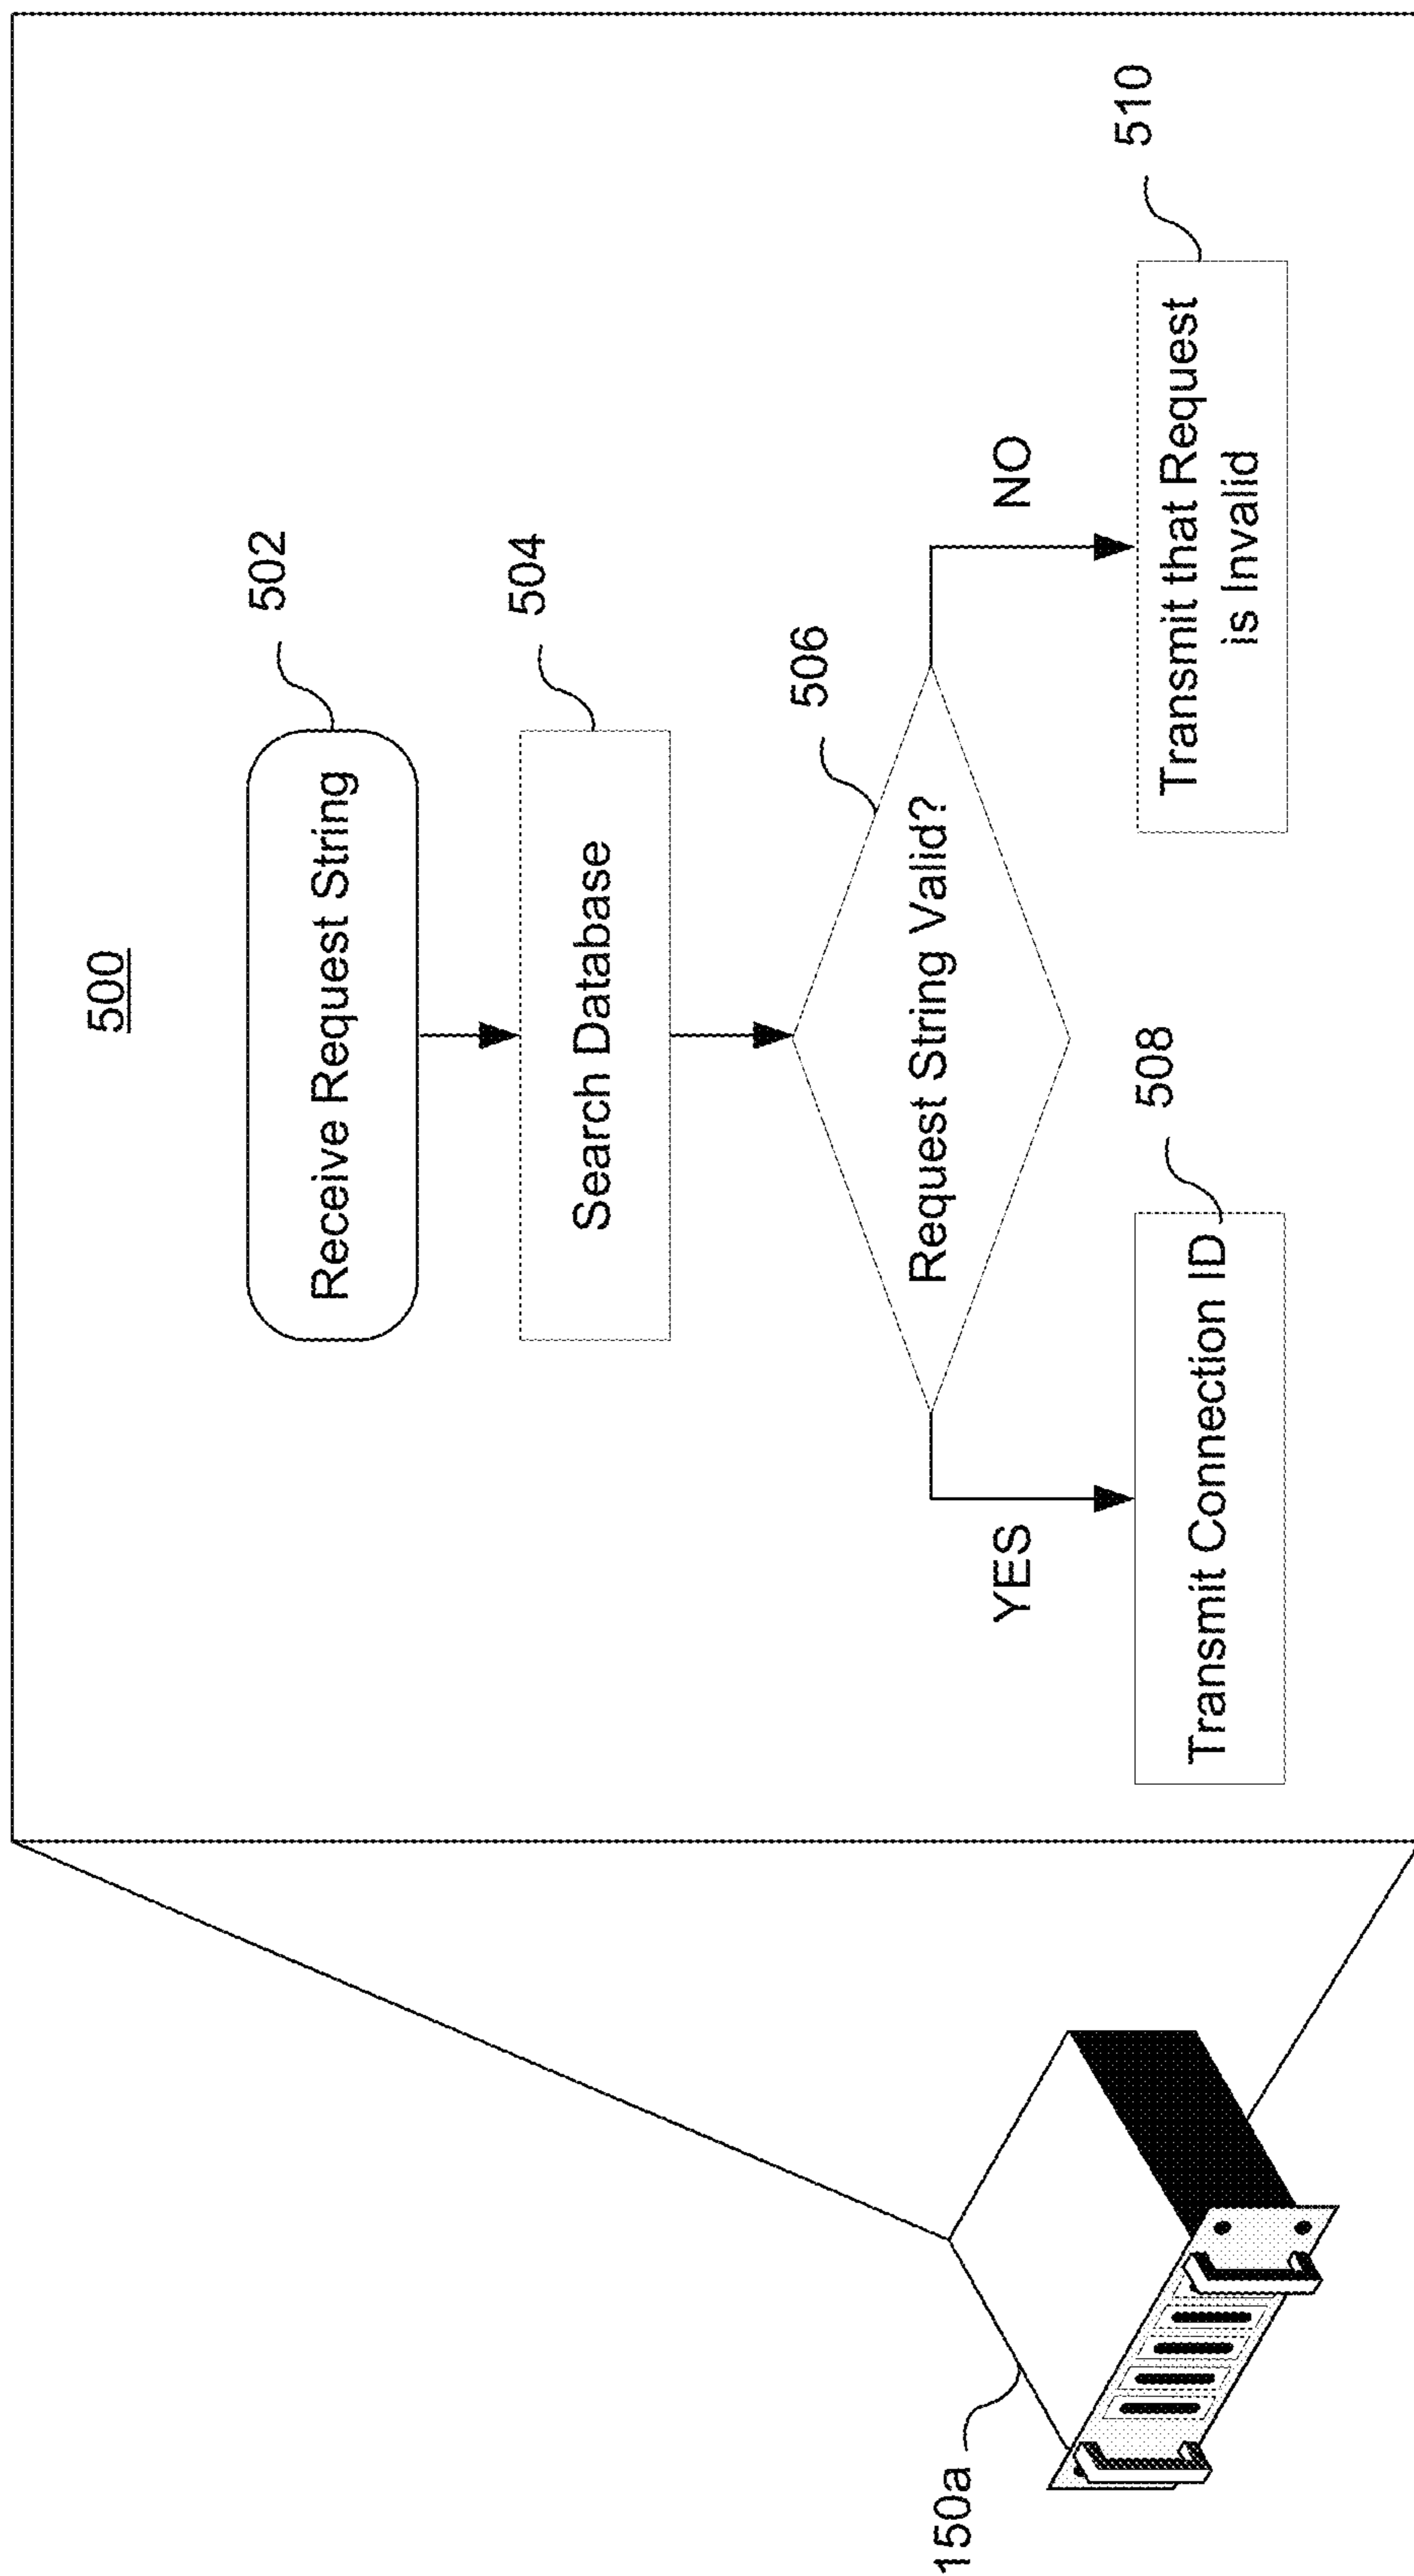 500
Receive Request String
502
Search Database
504
Request String Valid?
506
YES
NO
Transmit Connection ID
508
Transmit that Request
is Invalid
510
150a